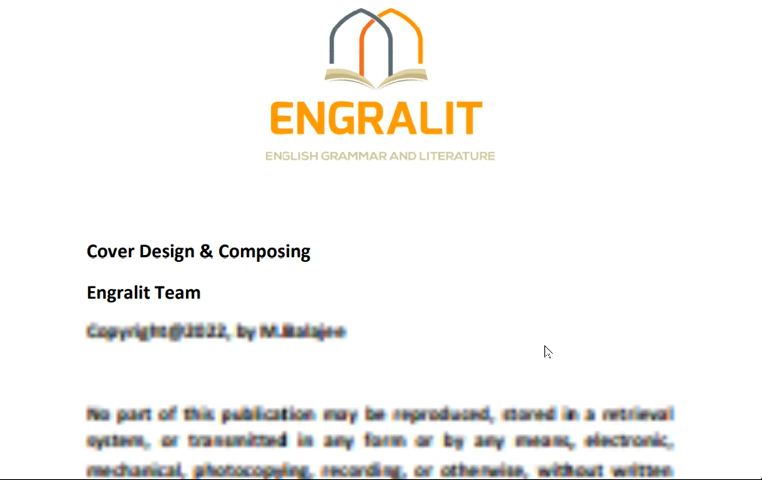 ENGRALIT
ENGLISH GRAMMAR AND LITERATURE
Cover Design & Composing
Engralit Team
Copyright@2022, by M.Balajee
No part of this publication may be reproduced, stored in a retrieval
system, or transmitted in any form or by any means, electronic,
mechanical, photocopying, recording, or otherwise, without written